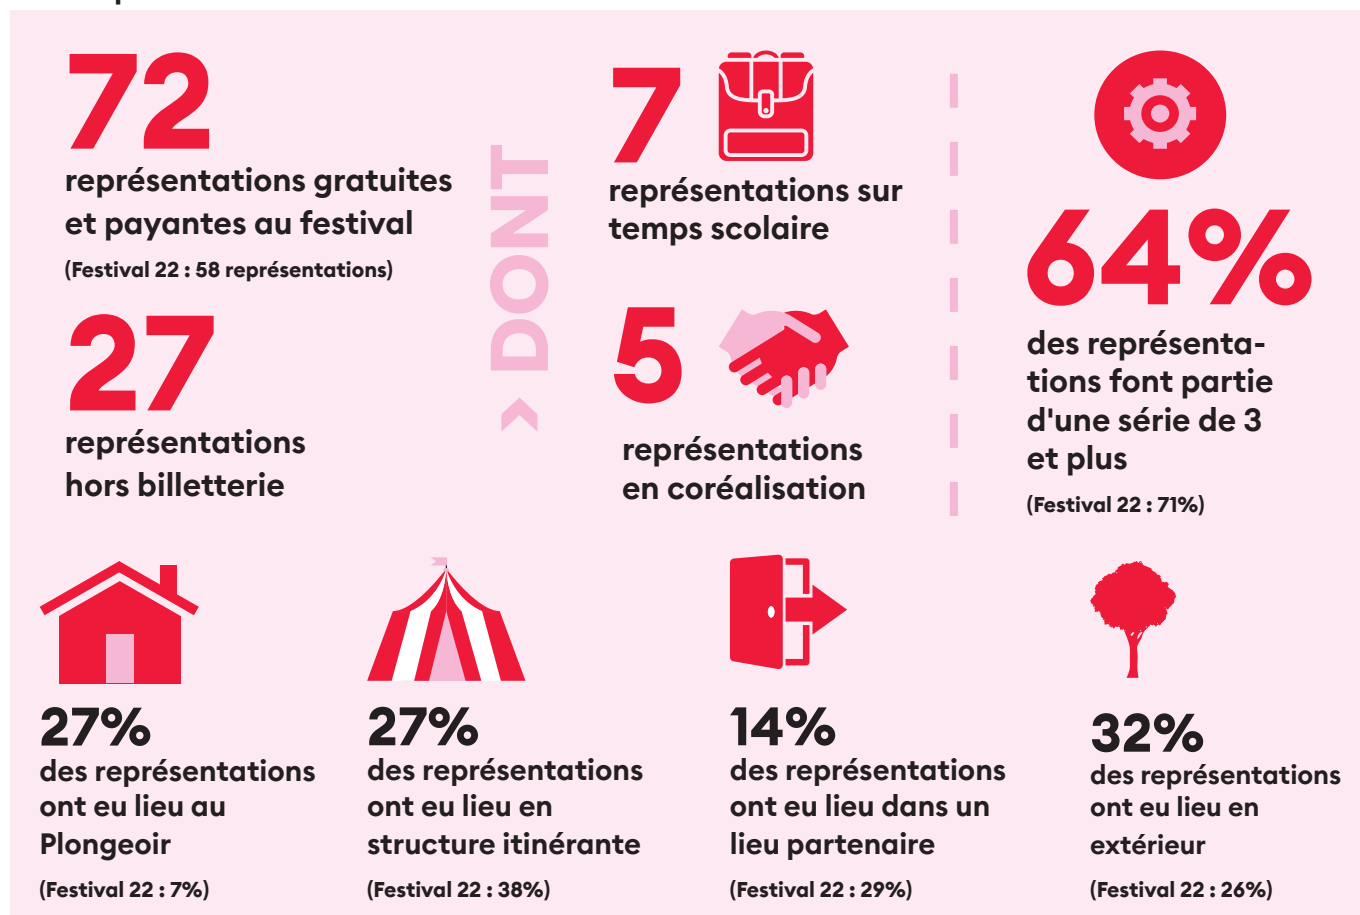 72
représentations gratuites
et payantes au festival
(Festival 22 : 58 représentations)
27
représentations
hors billetterie
> DONT
7
représentations sur
temps scolaire
5
représentations
en coréalisation
64%
des représenta-
tions font partie
d'une série de 3
et plus
(Festival 22 : 71%)
27%
des représentations
ont eu lieu au
Plongeoir
(Festival 22 : 7%)
27%
des représentations
ont eu lieu en
structure itinérante
(Festival 22 : 38%)
14%
des représentations
ont eu lieu dans un
lieu partenaire
(Festival 22 : 29%)
32%
des représentations
ont eu lieu en
extérieur
(Festival 22 : 26%)